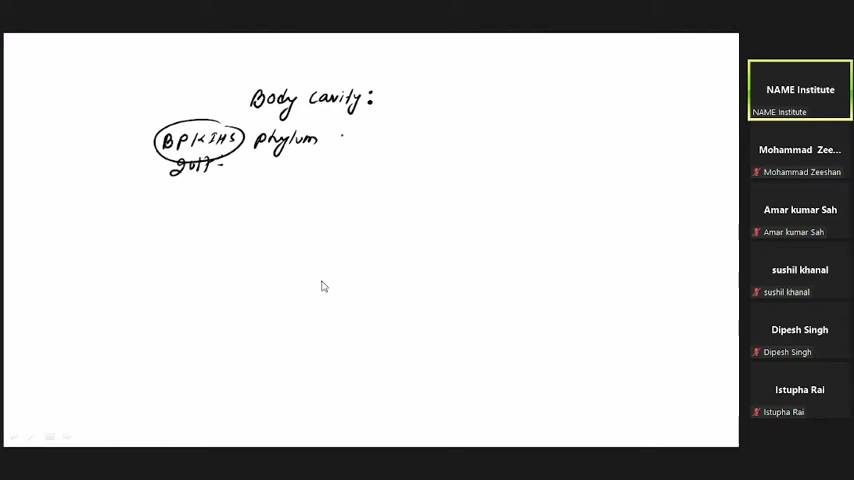 Body cavity:
BPKIHS phylum
2017
NAME Institute
NAME Institute
Mohammad Zee...
Mohammad Zeeshan
Amar kumar Sah
Amar kumar Sah
sushil khanal
sushil khanal
Dipesh Singh
Dipesh Singh
Istupha Rai
Istupha Rai